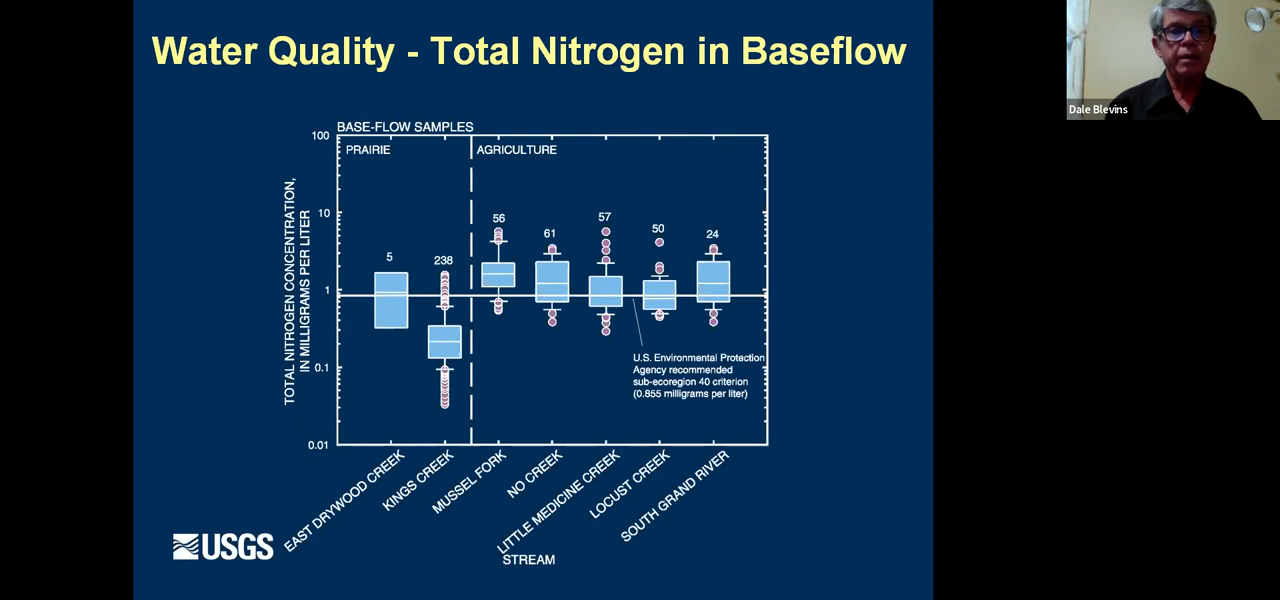 Water Quality - Total Nitrogen in Baseflow
Dale Blevins
BASE-FLOW SAMPLES
PRAIRIE
AGRICULTURE
TOTAL NITROGEN CONCENTRATION,
IN MILLIGRAMS PER LITER
100
10
1
0.1
0.01
5
238
56
61
57
50
24
U.S. Environmental Protection
Agency recommended
sub-ecoregion 40 criterion
(0.855 milligrams per liter)
EAST DRYWOOD CREEK
KINGS CREEK
MUSSEL FORK
NO CREEK
LITTLE MEDICINE CREEK
LOCUST CREEK
SOUTH GRAND RIVER
STREAM
USGS